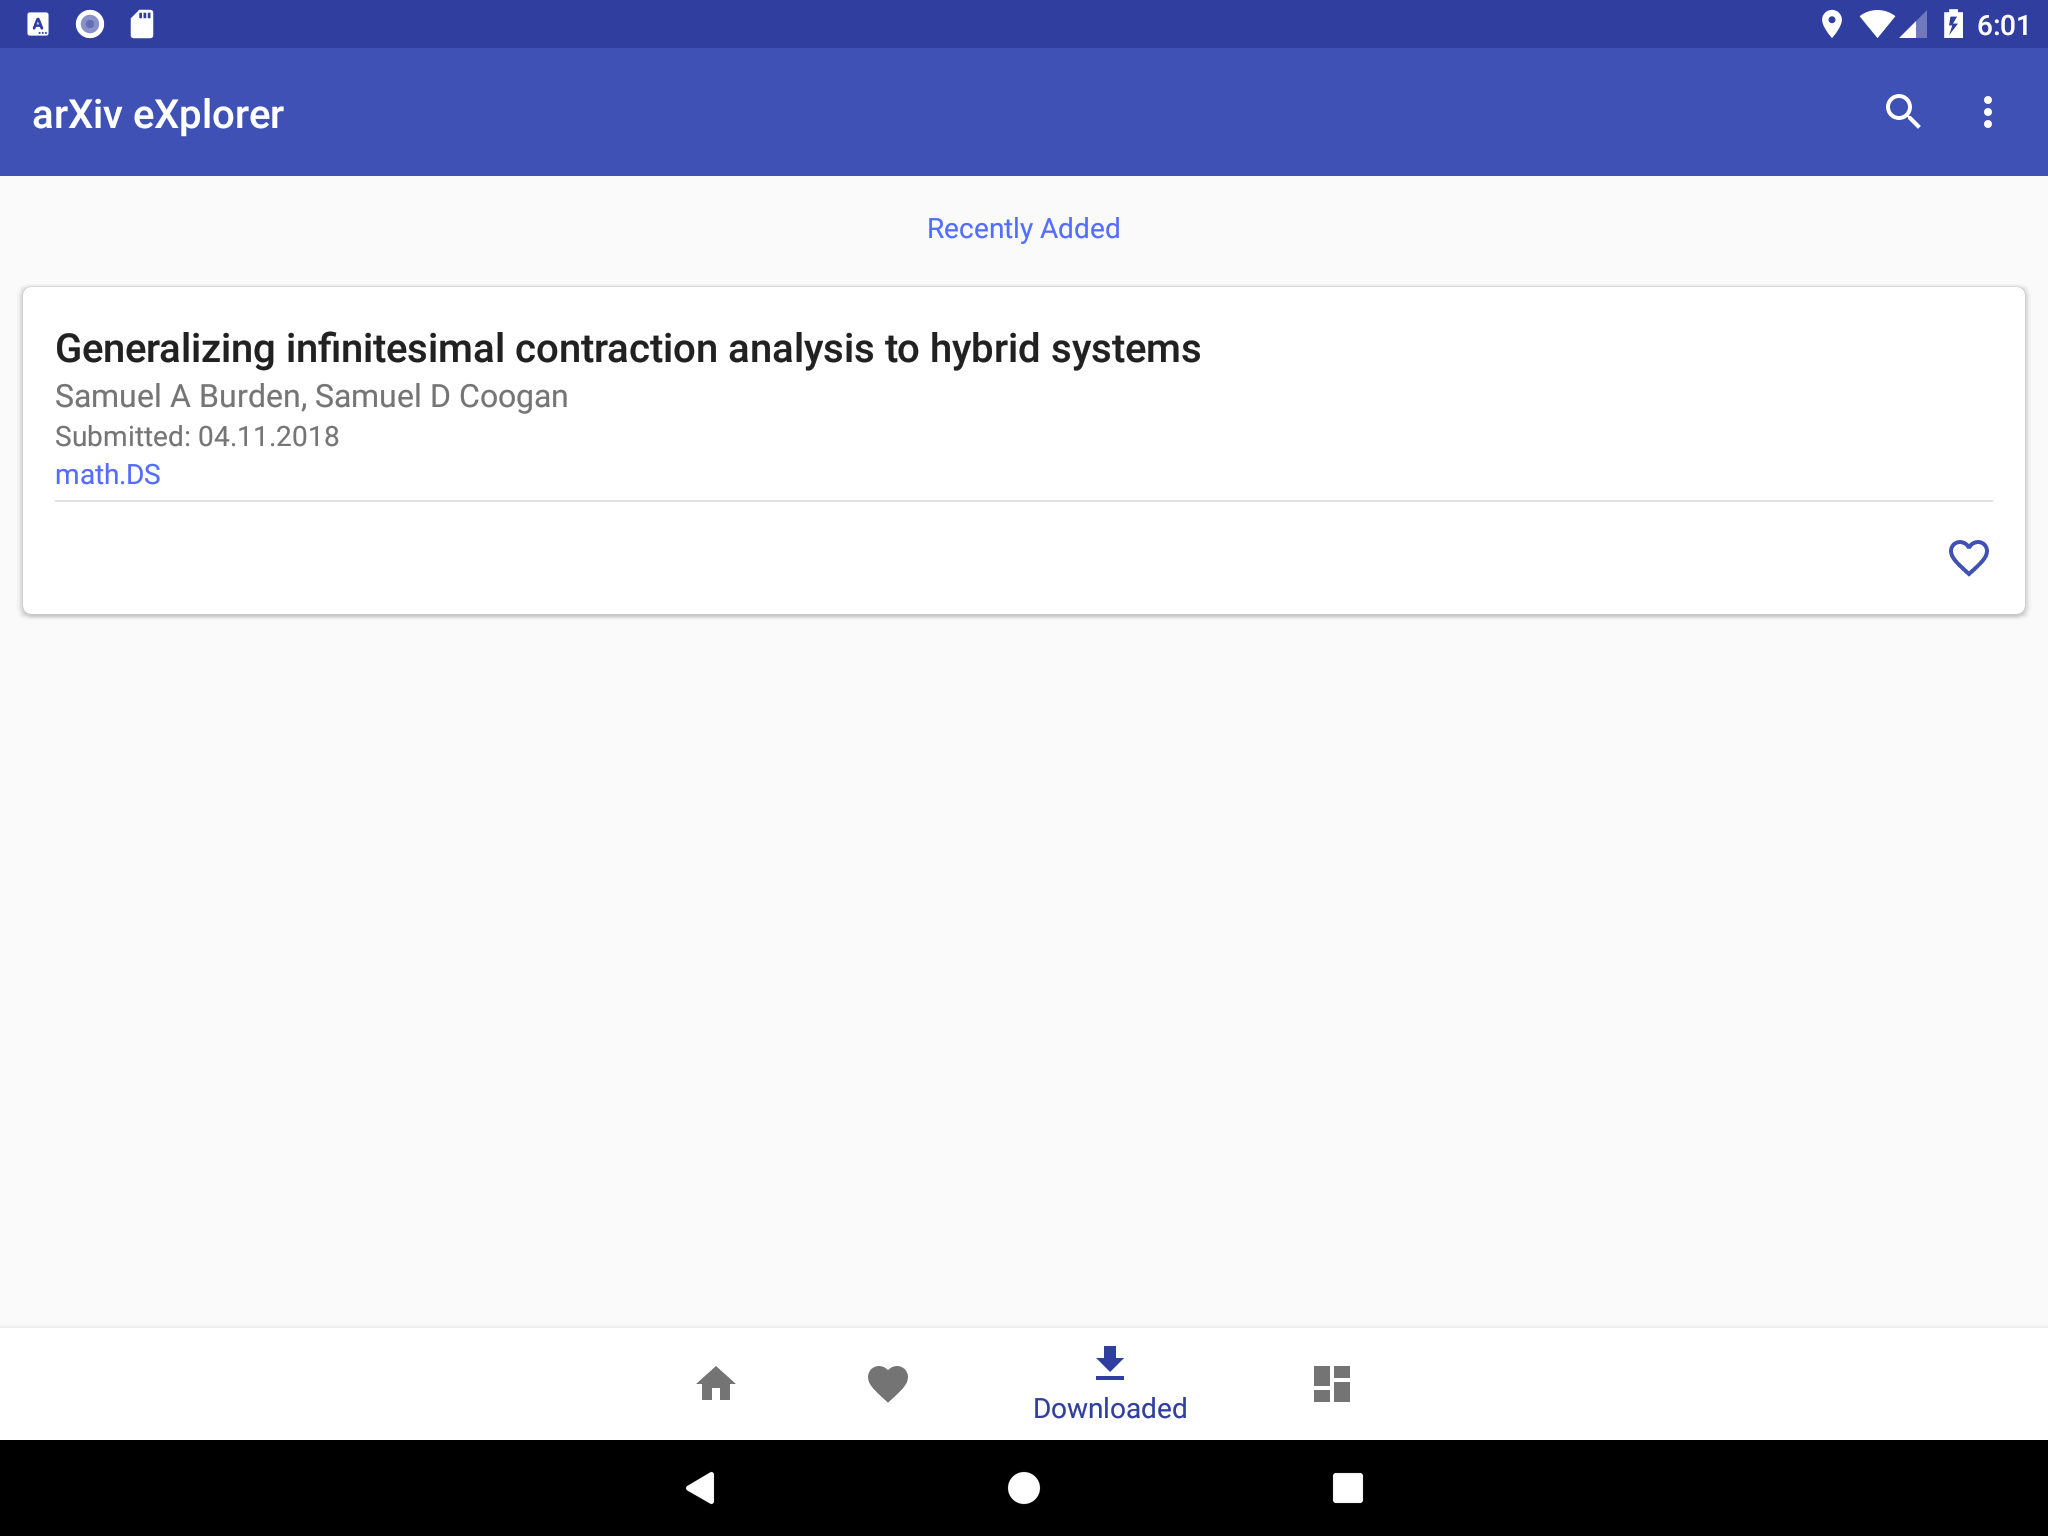 6:01
arXiv eXplorer
Recently Added
Generalizing infinitesimal contraction analysis to hybrid systems
Samuel A Burden, Samuel D Coogan
Submitted: 04.11.2018
math.DS
Downloaded